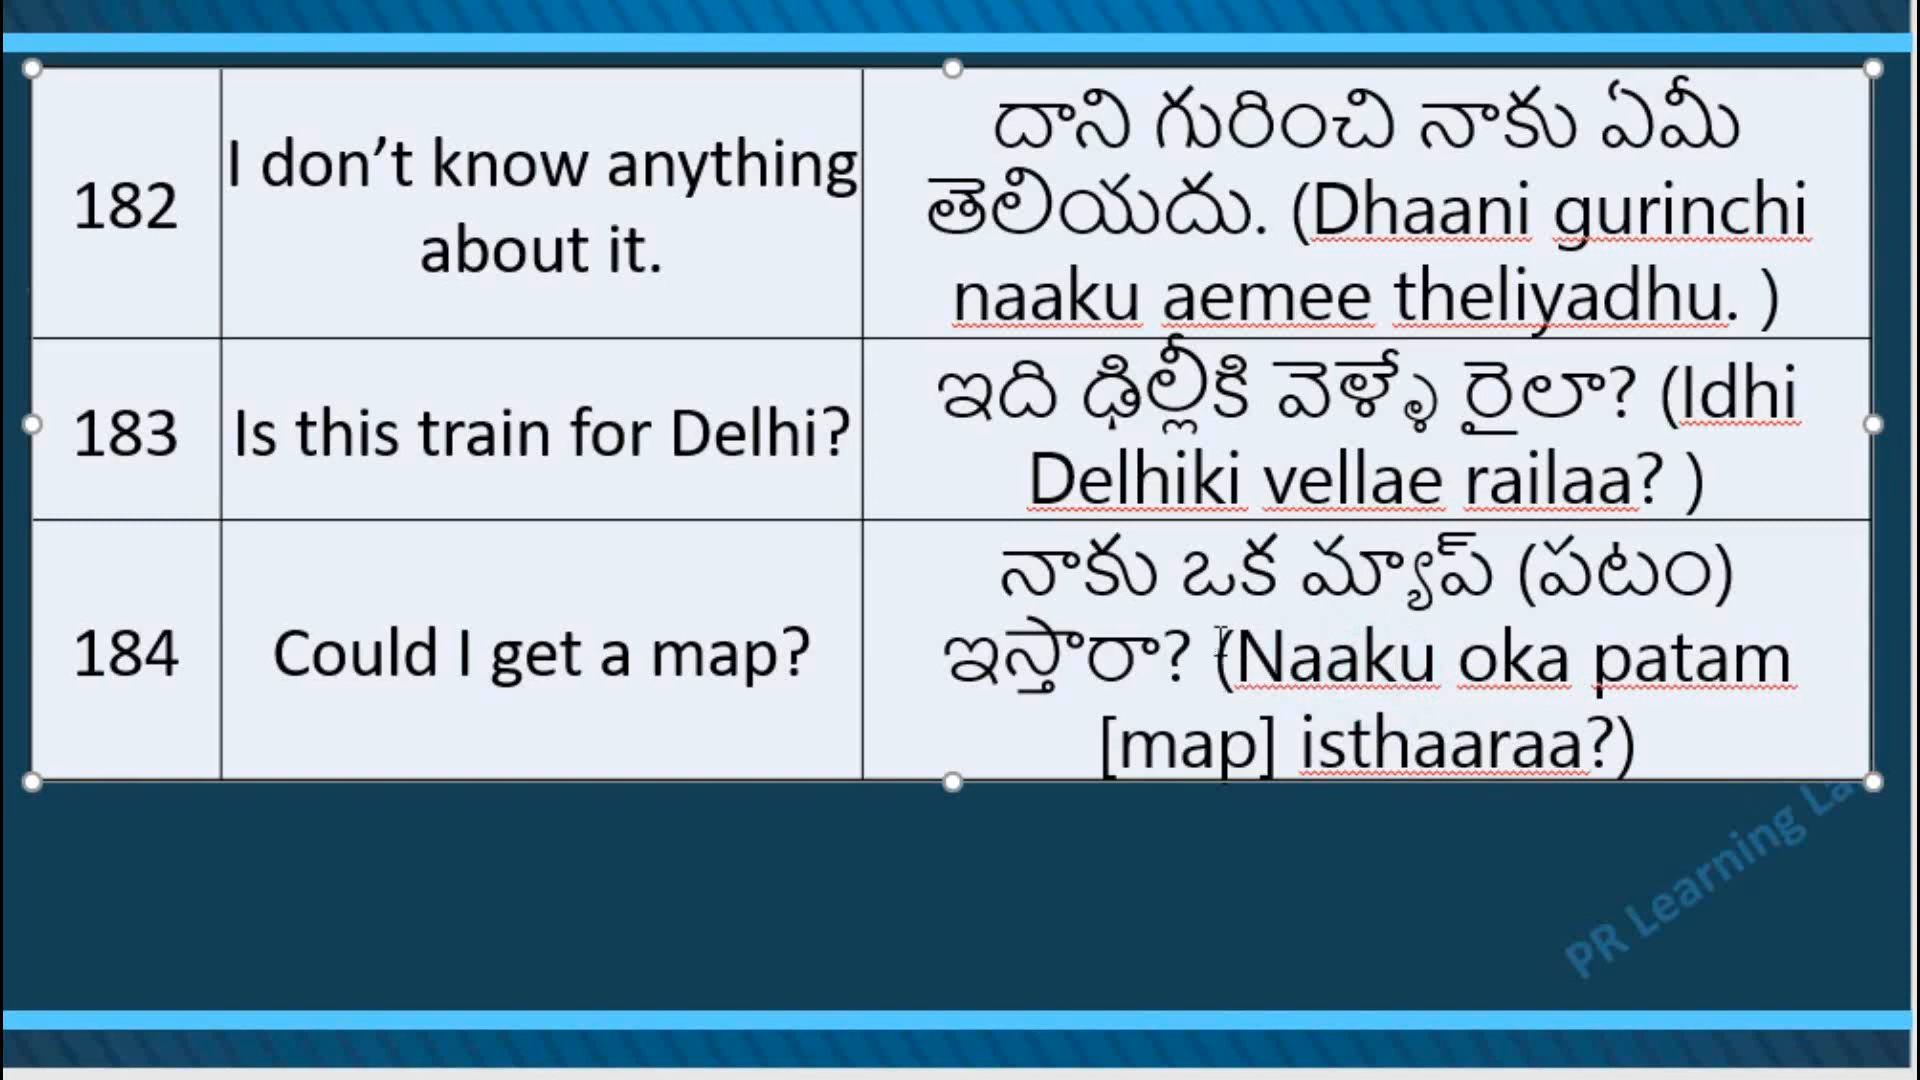 182
I don’t know anything
about it.
దాని గురించి నాకు ఏమీ
తెలియదు. (Dhaani gurinchi
naaku aemee theliyadhu. )
183
Is this train for Delhi?
ఇది ఢిల్లీకి వెళ్ళే రైలా? (Idhi
Delhiki vellae railaa? )
184
Could I get a map?
నాకు ఒక మ్యాప్ (పటం)
ఇస్తారా? (Naaku oka patam
[map] isthaaraa?)
PR Learning